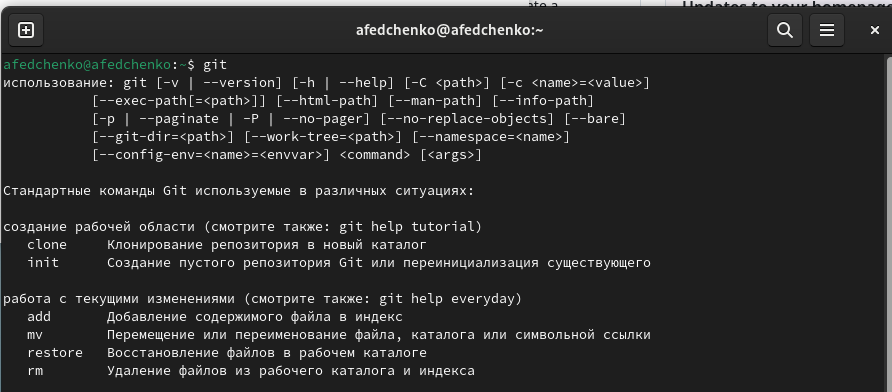 Updates to your homepage
afedchenko@afedchenko:~
afedchenko@afedchenko:~$ git
использование: git [-v | --version] [-h | --help] [-C <path>] [-c <name>=<value>]
           [--exec-path[=<path>]] [--html-path] [--man-path] [--info-path]
           [-p | --paginate | -P | --no-pager] [--no-replace-objects] [--bare]
           [--git-dir=<path>] [--work-tree=<path>] [--namespace=<name>]
           [--config-env=<name>=<envvar>] <command> [<args>]
Стандартные команды Git используемые в различных ситуациях:
создание рабочей области (смотрите также: git help tutorial)
   clone     Клонирование репозитория в новый каталог
   init      Создание пустого репозитория Git или переинициализация существующего
работа с текущими изменениями (смотрите также: git help everyday)
   add       Добавление содержимого файла в индекс
   mv        Перемещение или переименование файла, каталога или символьной ссылки
   restore   Восстановление файлов в рабочем каталоге
   rm        Удаление файлов из рабочего каталога и индекса